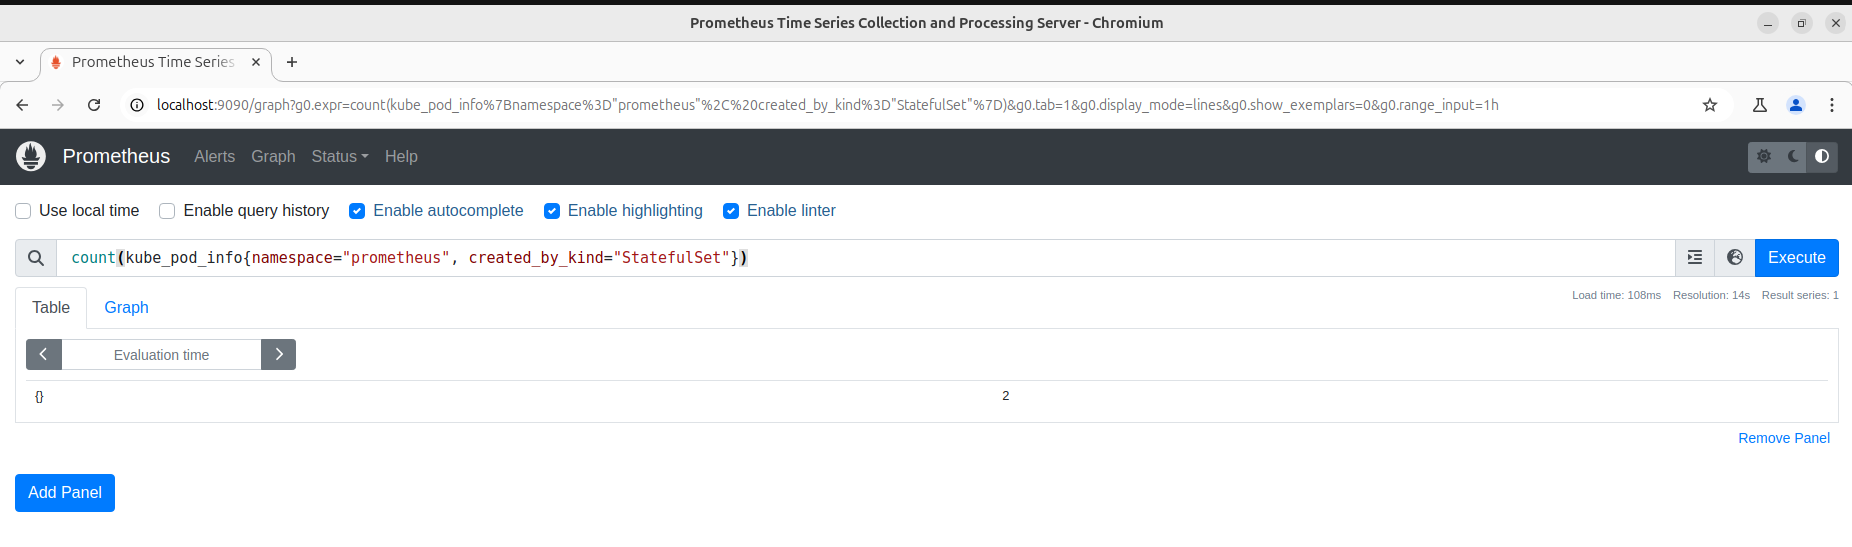 Prometheus Time Series Collection and Processing Server - Chromium
Prometheus Time Series
localhost:9090/graph?g0.expr=count(kube_pod_info%7Bnamespace%3D"prometheus"%2C%20created_by_kind%3D"StatefulSet"%7D)&g0.tab=1&g0.display_mode=lines&g0.show_exemplars=0&g0.range_input=1h
Prometheus Alerts Graph Status Help
Use local time Enable query history Enable autocomplete Enable highlighting Enable linter
count(kube_pod_info{namespace="prometheus", created_by_kind="StatefulSet"}) Execute
Table Graph Load time: 108ms Resolution: 14s Result series: 1
Evaluation time
{} 2
Remove Panel
Add Panel